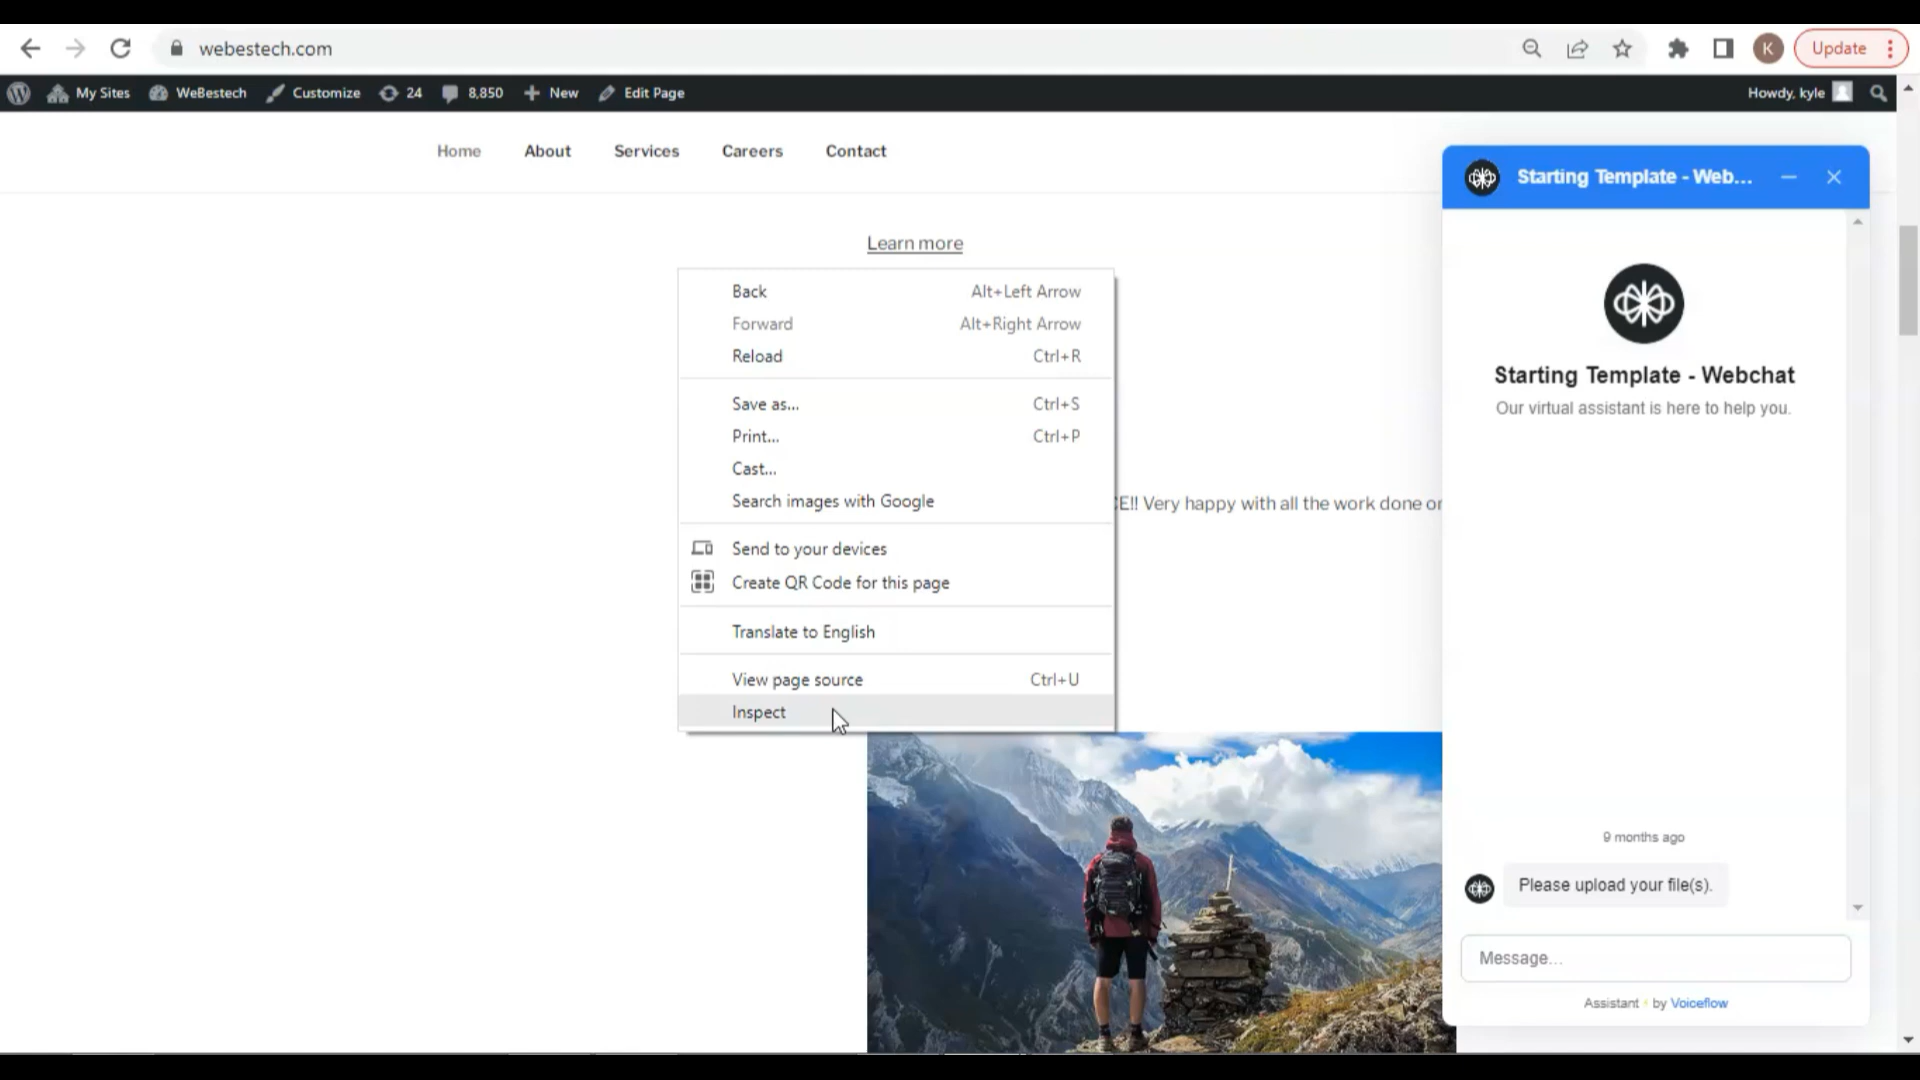 webestech.com
K
Update
My Sites
WeBestech
Customize
24
8,850
New
Edit Page
Howdy, kyle
Home
About
Services
Careers
Contact
Learn more
Back Alt+Left Arrow
Forward Alt+Right Arrow
Reload Ctrl+R
Save as... Ctrl+S
Print... Ctrl+P
Cast...
Search images with Google
Send to your devices
Create QR Code for this page
Translate to English
View page source Ctrl+U
Inspect
E!! Very happy with all the work done or
Starting Template - Web...
Starting Template - Webchat
Our virtual assistant is here to help you.
9 months ago
Please upload your file(s).
Message...
Assistant by Voiceflow